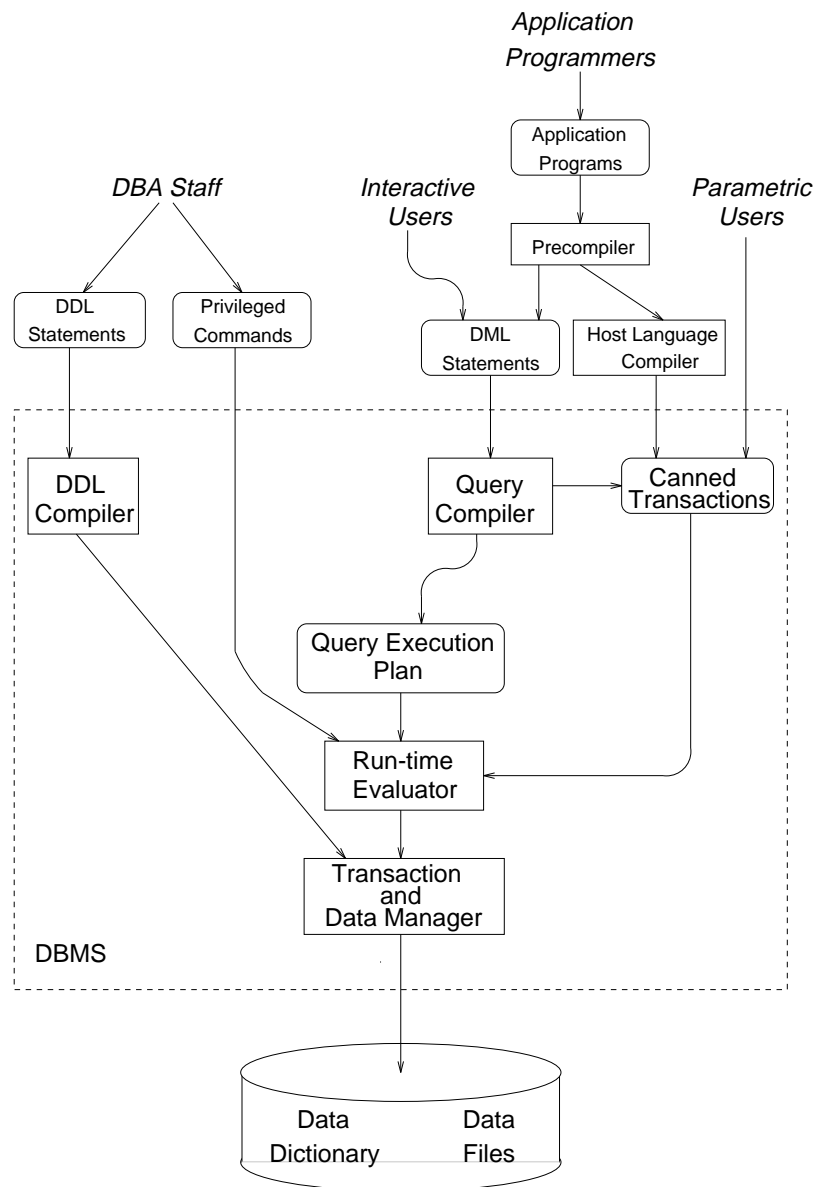 Application
Programmers
Application
Programs
DBA Staff
Interactive
Users
Parametric
Users
Precompiler
DDL
Statements
Privileged
Commands
DML
Statements
Host Language
Compiler
DDL
Compiler
Query
Compiler
Canned
Transactions
Query Execution
Plan
Run-time
Evaluator
Transaction
and
Data Manager
DBMS
Data
Dictionary
Data
Files